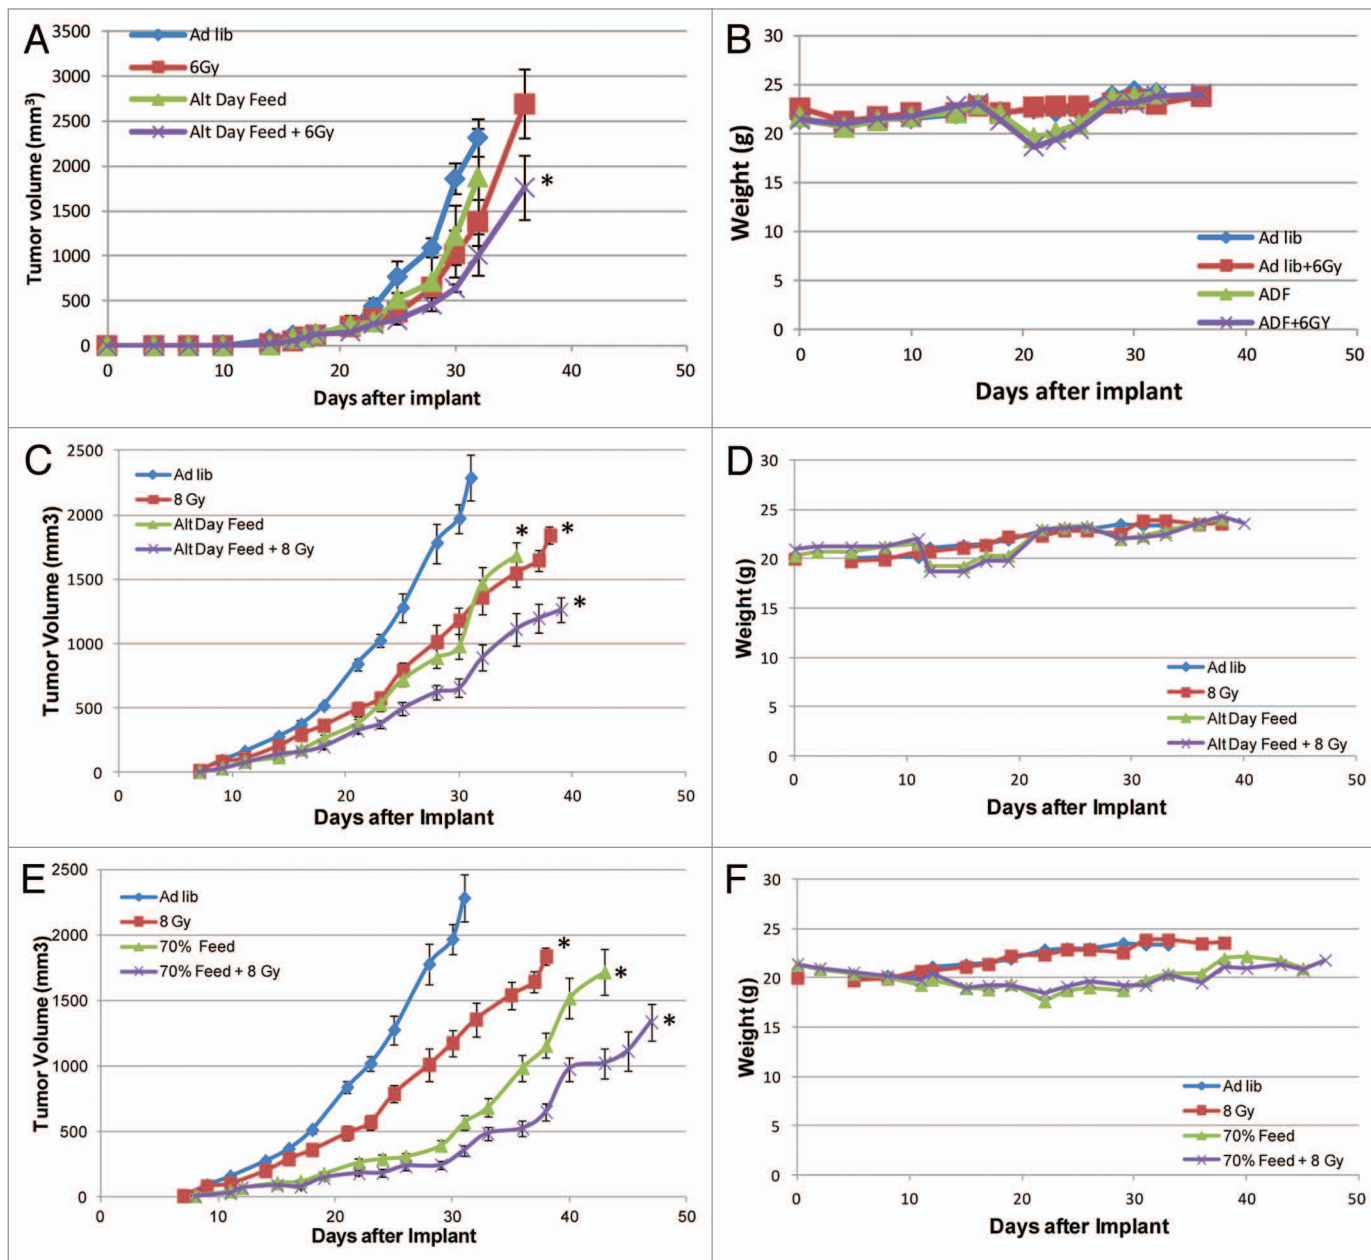 A
Tumor volume (mm³)
3500
3000
2500
2000
1500
1000
500
0
Ad lib
6Gy
Alt Day Feed
Alt Day Feed + 6Gy
*
0 10 20 30 40 50
Days after implant
B
Weight (g)
30
25
20
15
10
5
0
Ad lib
Ad lib+6Gy
ADF
ADF+6GY
0 10 20 30 40 50
Days after implant
C
Tumor Volume (mm3)
2500
2000
1500
1000
500
0
Ad lib
8 Gy
Alt Day Feed
Alt Day Feed + 8 Gy
* *
*
0 10 20 30 40 50
Days after Implant
D
Weight (g)
30
25
20
15
10
5
0
Ad lib
8 Gy
Alt Day Feed
Alt Day Feed + 8 Gy
0 10 20 30 40 50
Days after Implant
E
Tumor Volume (mm3)
2500
2000
1500
1000
500
0
Ad lib
8 Gy
70% Feed
70% Feed + 8 Gy
*
*
*
0 10 20 30 40 50
Days after Implant
F
Weight (g)
30
25
20
15
10
5
0
Ad lib
8 Gy
70% Feed
70% Feed + 8 Gy
0 10 20 30 40 50
Days after Implant